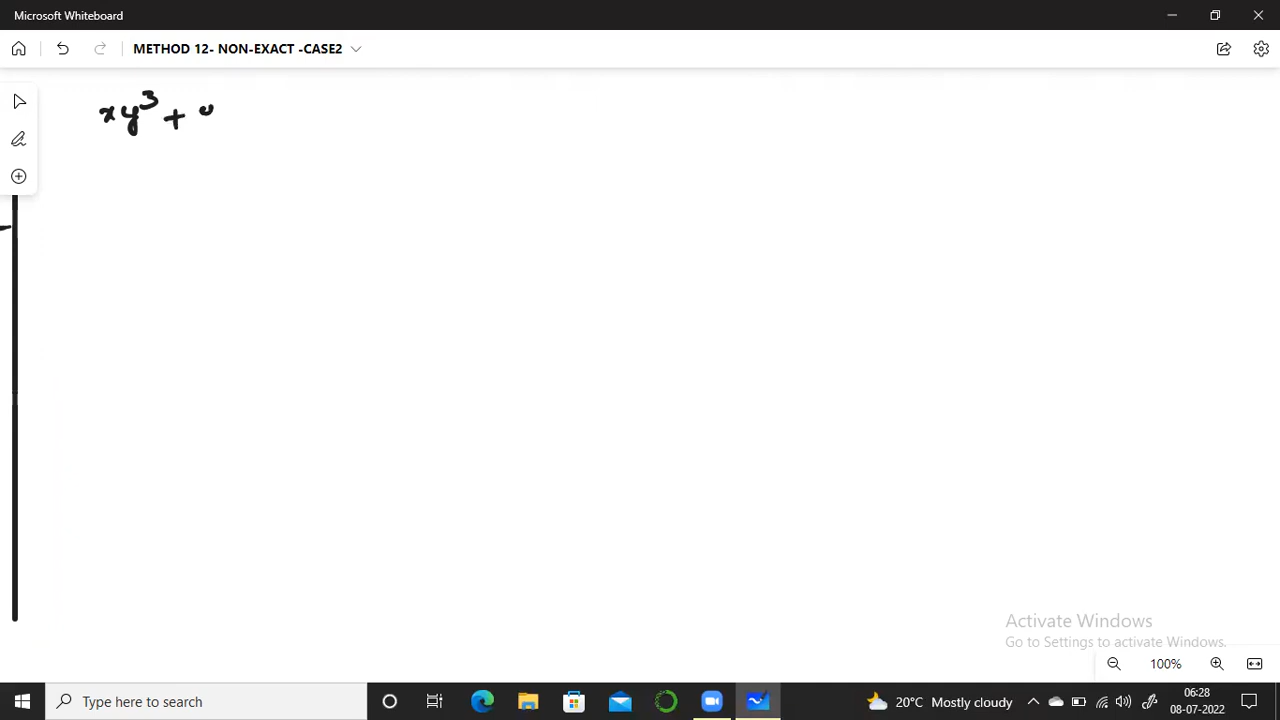 Microsoft Whiteboard
METHOD 12- NON-EXACT -CASE2
xy³ +
Activate Windows
Go to Settings to activate Windows.
100%
Type here to search
20°C Mostly cloudy
06:28
08-07-2022